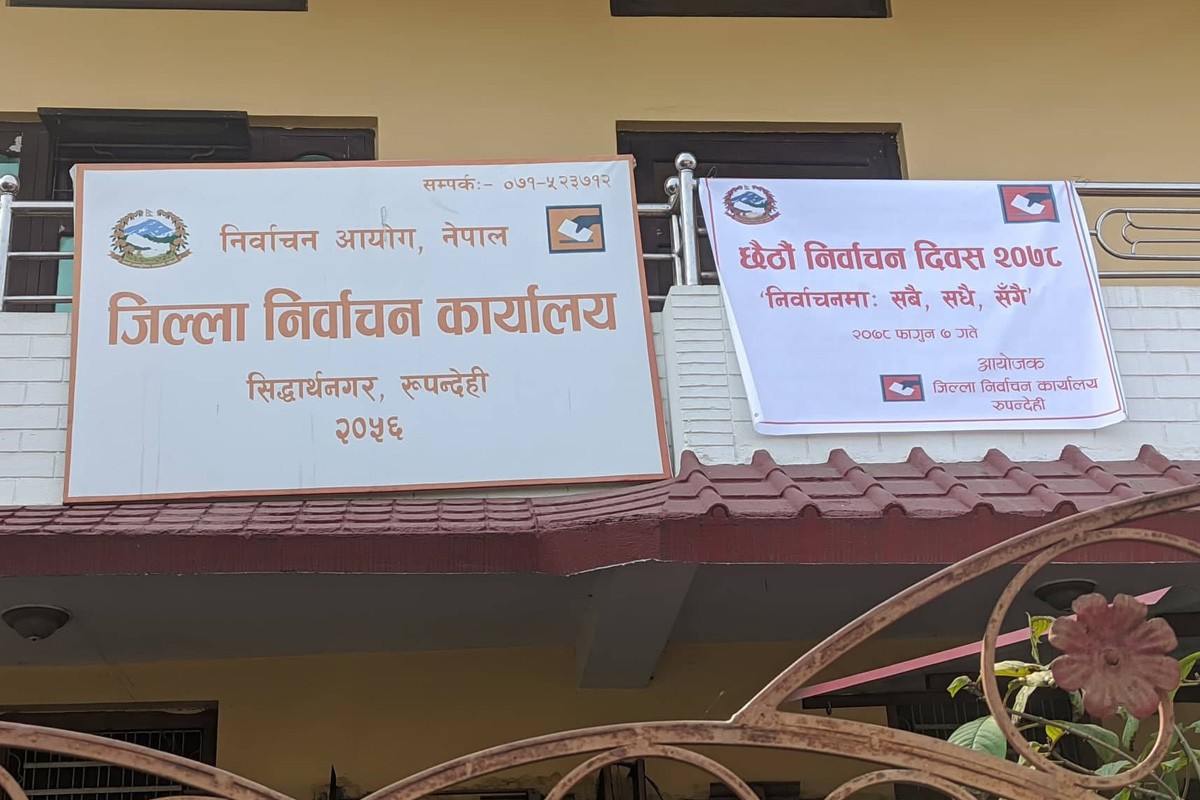 सम्पर्कः- ०७१-५२३७१२
निर्वाचन आयोग, नेपाल
जिल्ला निर्वाचन कार्यालय
सिद्धार्थनगर, रूपन्देही
२०५६
छैठौं निर्वाचन दिवस २०७८
'निर्वाचनमाः सबै, सधै, सँगै'
२०७८ फागुन ७ गते
आयोजक
जिल्ला निर्वाचन कार्यालय
रुपन्देही